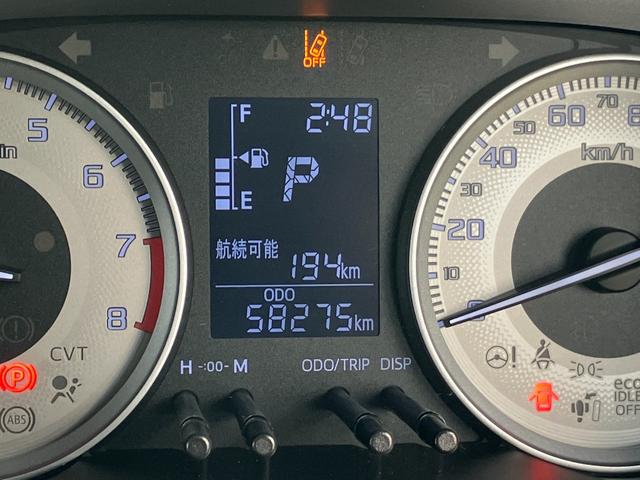 OFF
F
2:48
P
E
航続可能
194km
ODO
58275km
H -:00- M
ODO/TRIP DISP
5
6
7
8
CVT
P
ABS
0
10
20
30
40
50
60
70
km/h
eco
IDLE
OFF